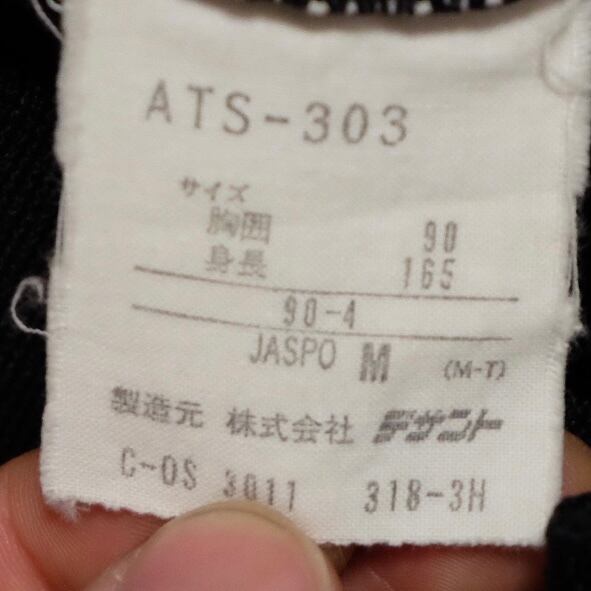 ATS-303
サイズ
胸囲 90
身長 165
90-4
JASPO M (M-T)
製造元 株式会社 デサント
C-OS 3011 318-3H